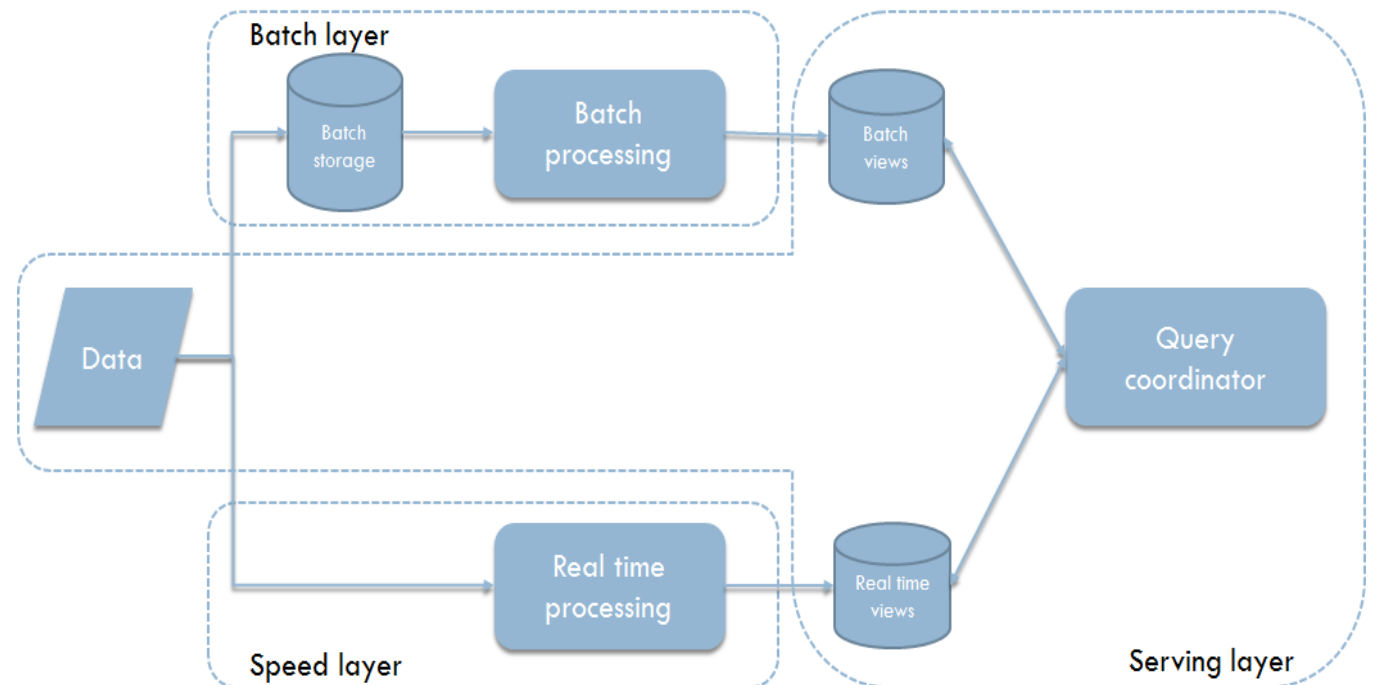 Batch layer
Batch
storage
Batch
processing
Batch
views
Data
Query
coordinator
Real time
processing
Real time
views
Speed layer
Serving layer